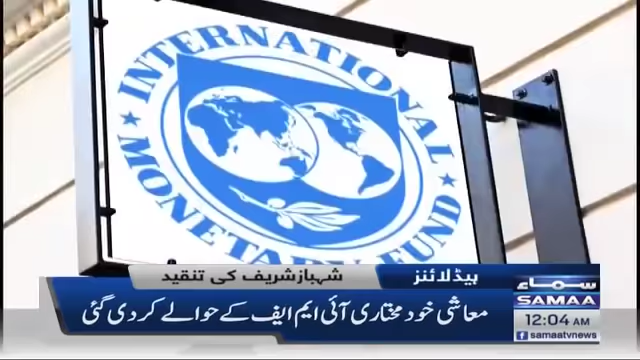 INTERNATIONAL
MONETARY FUND
ہیڈلائنز
شہبازشریف کی تنقید
معاشی خود مختاری آئی ایم ایف کے حوالے کر دی گئی
سماء
SAMAA
12:04 AM
samaatvnews